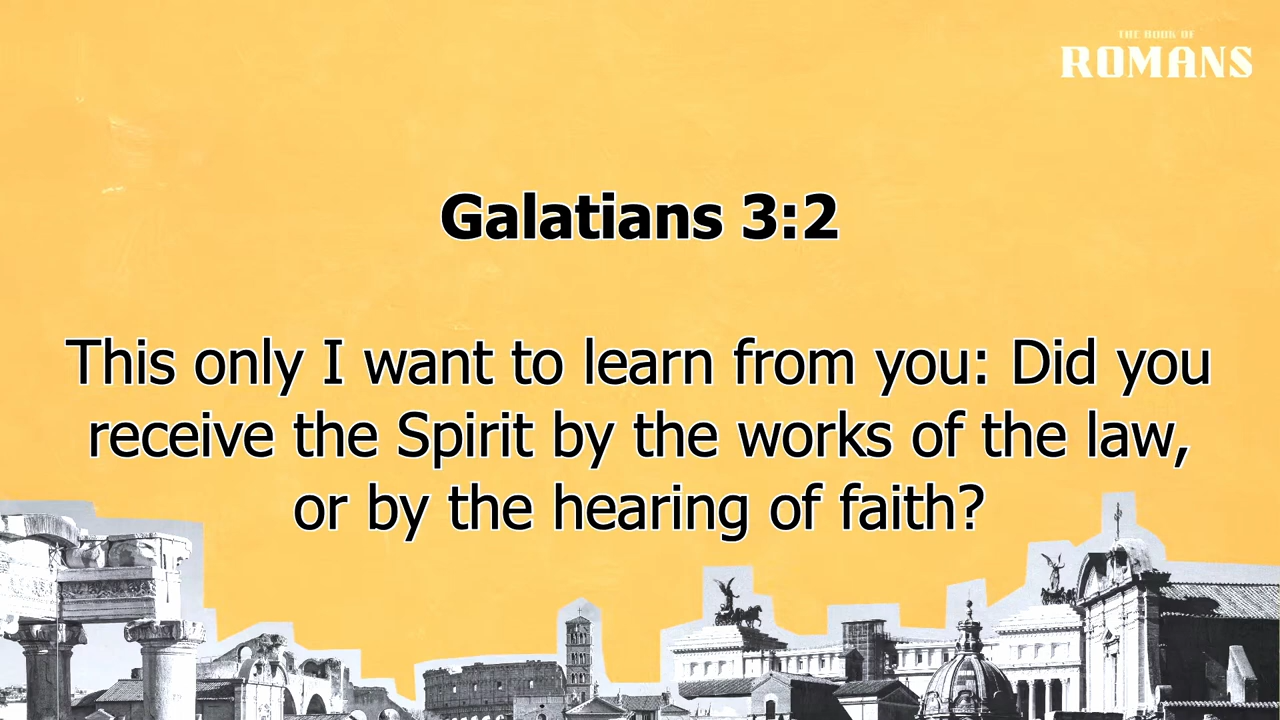 THE BOOK OF
ROMANS
Galatians 3:2
This only I want to learn from you: Did you
receive the Spirit by the works of the law,
or by the hearing of faith?